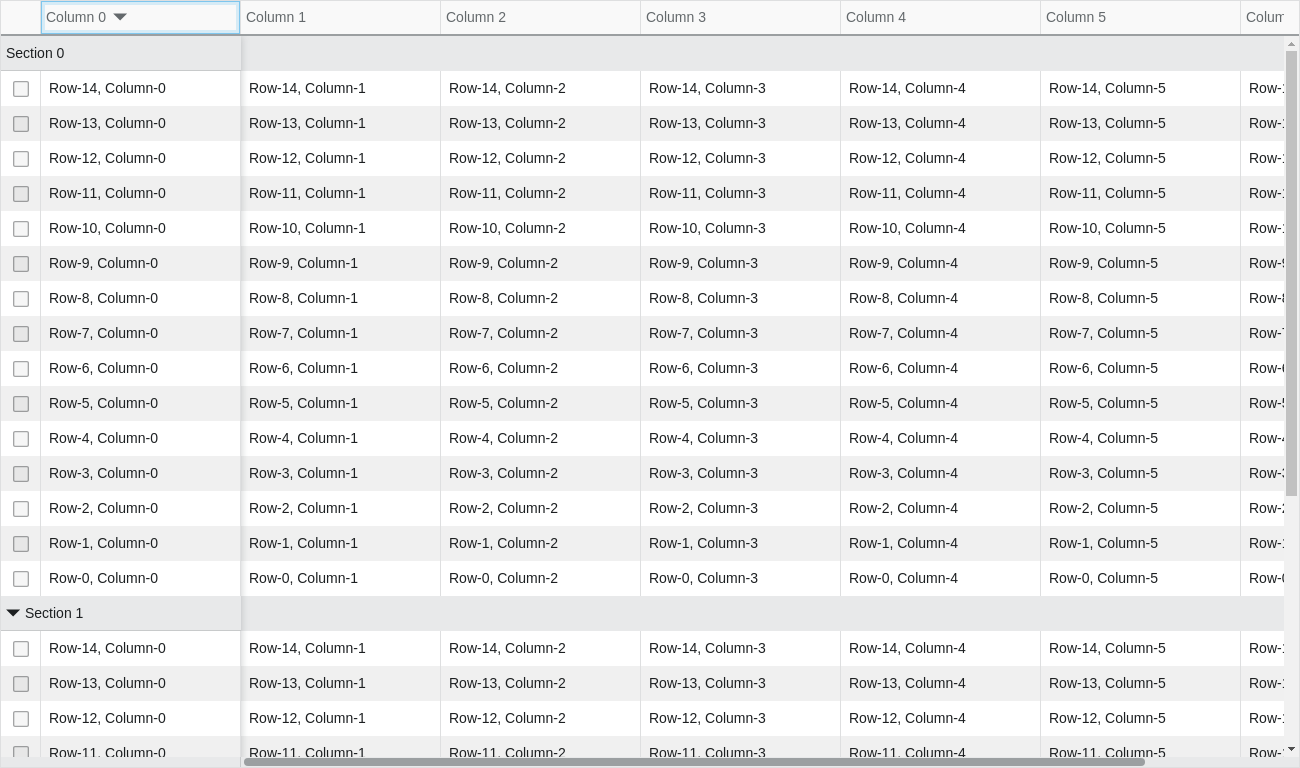 Column 0 Column 1 Column 2 Column 3 Column 4 Column 5 Colum
Section 0
Row-14, Column-0 Row-14, Column-1 Row-14, Column-2 Row-14, Column-3 Row-14, Column-4 Row-14, Column-5 Row-1
Row-13, Column-0 Row-13, Column-1 Row-13, Column-2 Row-13, Column-3 Row-13, Column-4 Row-13, Column-5 Row-1
Row-12, Column-0 Row-12, Column-1 Row-12, Column-2 Row-12, Column-3 Row-12, Column-4 Row-12, Column-5 Row-1
Row-11, Column-0 Row-11, Column-1 Row-11, Column-2 Row-11, Column-3 Row-11, Column-4 Row-11, Column-5 Row-1
Row-10, Column-0 Row-10, Column-1 Row-10, Column-2 Row-10, Column-3 Row-10, Column-4 Row-10, Column-5 Row-1
Row-9, Column-0 Row-9, Column-1 Row-9, Column-2 Row-9, Column-3 Row-9, Column-4 Row-9, Column-5 Row-9
Row-8, Column-0 Row-8, Column-1 Row-8, Column-2 Row-8, Column-3 Row-8, Column-4 Row-8, Column-5 Row-8
Row-7, Column-0 Row-7, Column-1 Row-7, Column-2 Row-7, Column-3 Row-7, Column-4 Row-7, Column-5 Row-7
Row-6, Column-0 Row-6, Column-1 Row-6, Column-2 Row-6, Column-3 Row-6, Column-4 Row-6, Column-5 Row-6
Row-5, Column-0 Row-5, Column-1 Row-5, Column-2 Row-5, Column-3 Row-5, Column-4 Row-5, Column-5 Row-5
Row-4, Column-0 Row-4, Column-1 Row-4, Column-2 Row-4, Column-3 Row-4, Column-4 Row-4, Column-5 Row-4
Row-3, Column-0 Row-3, Column-1 Row-3, Column-2 Row-3, Column-3 Row-3, Column-4 Row-3, Column-5 Row-3
Row-2, Column-0 Row-2, Column-1 Row-2, Column-2 Row-2, Column-3 Row-2, Column-4 Row-2, Column-5 Row-2
Row-1, Column-0 Row-1, Column-1 Row-1, Column-2 Row-1, Column-3 Row-1, Column-4 Row-1, Column-5 Row-1
Row-0, Column-0 Row-0, Column-1 Row-0, Column-2 Row-0, Column-3 Row-0, Column-4 Row-0, Column-5 Row-0
Section 1
Row-14, Column-0 Row-14, Column-1 Row-14, Column-2 Row-14, Column-3 Row-14, Column-4 Row-14, Column-5 Row-1
Row-13, Column-0 Row-13, Column-1 Row-13, Column-2 Row-13, Column-3 Row-13, Column-4 Row-13, Column-5 Row-1
Row-12, Column-0 Row-12, Column-1 Row-12, Column-2 Row-12, Column-3 Row-12, Column-4 Row-12, Column-5 Row-1
Row-11, Column-0 Row-11, Column-1 Row-11, Column-2 Row-11, Column-3 Row-11, Column-4 Row-11, Column-5 Row-1